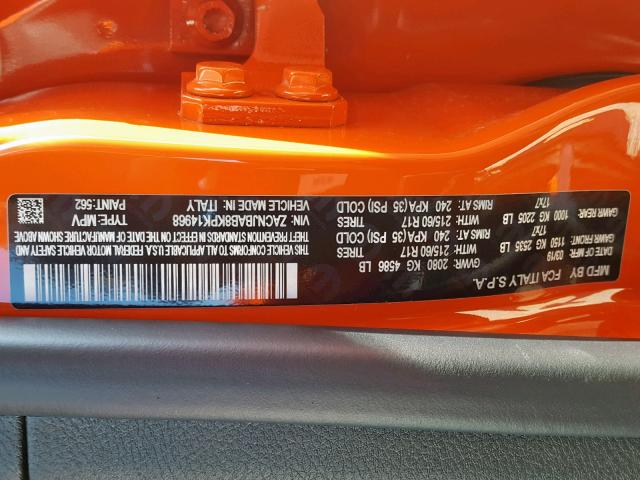 MFD BY FCA ITALY S.P.A.
DATE OF MFG: 03/19 GVWR: 2080 KG 4586 LB
GAWR FRONT: 1150 KG 2535 LB 215/60 R17 TIRES
17x7 RIMS AT: 240 KPA(35 PSI) COLD
GAWR REAR: 1000 KG 2205 LB 215/60 R17 TIRES
17x7 RIMS AT: 240 KPA(35 PSI) COLD
THIS VEHICLE CONFORMS TO ALL APPLICABLE U.S.A. FEDERAL MOTOR VEHICLE SAFETY, BUMPER AND
THEFT PREVENTION STANDARDS IN EFFECT ON THE DATE OF MANUFACTURE SHOWN ABOVE.
VIN: ZACNJBAB8KPK14968 TYPE: MPV
VEHICLE MADE IN: ITALY PAINT: 562